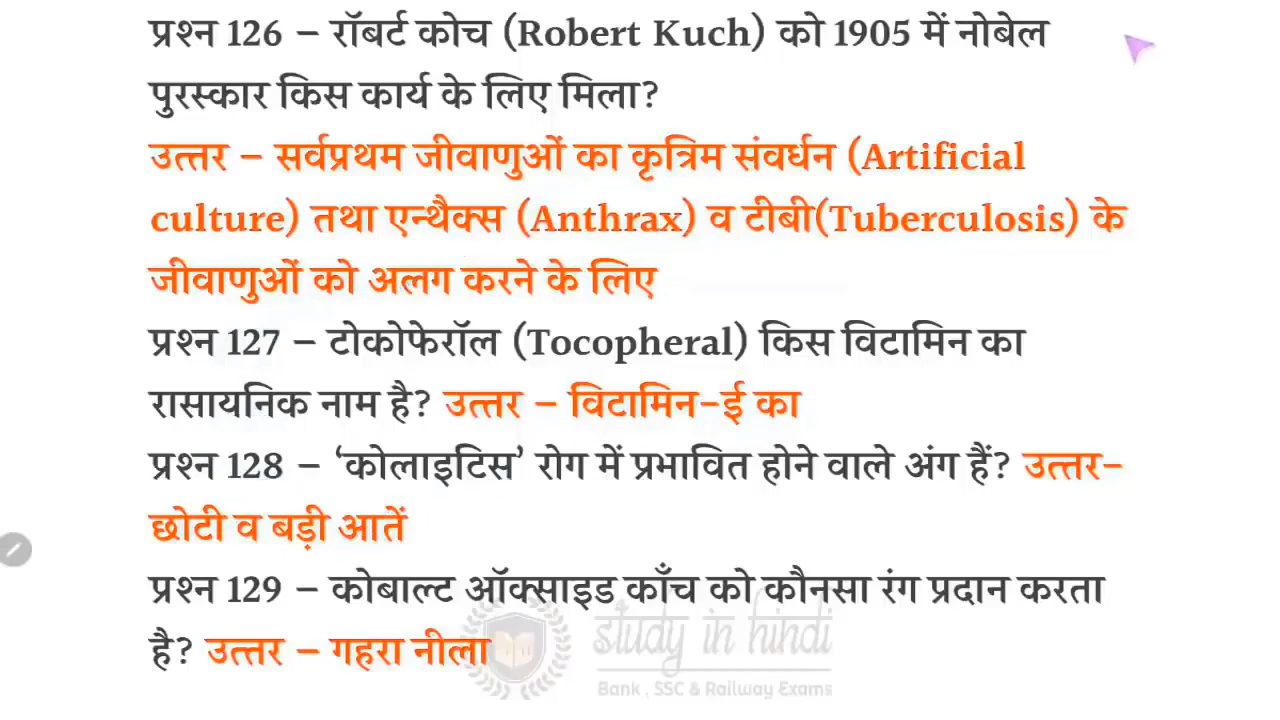 प्रश्न 126 – रॉबर्ट कोच (Robert Kuch) को 1905 में नोबेल
पुरस्कार किस कार्य के लिए मिला?
उत्तर – सर्वप्रथम जीवाणुओं का कृत्रिम संवर्धन (Artificial
culture) तथा एन्थैक्स (Anthrax) व टीबी(Tuberculosis) के
जीवाणुओं को अलग करने के लिए
प्रश्न 127 – टोकोफेरॉल (Tocopheral) किस विटामिन का
रासायनिक नाम है? उत्तर – विटामिन-ई का
प्रश्न 128 – ‘कोलाइटिस’ रोग में प्रभावित होने वाले अंग हैं? उत्तर-
छोटी व बड़ी आतें
प्रश्न 129 – कोबाल्ट ऑक्साइड काँच को कौनसा रंग प्रदान करता
है? उत्तर – गहरा नीला
study in hindi
Bank , SSC & Railway Exams